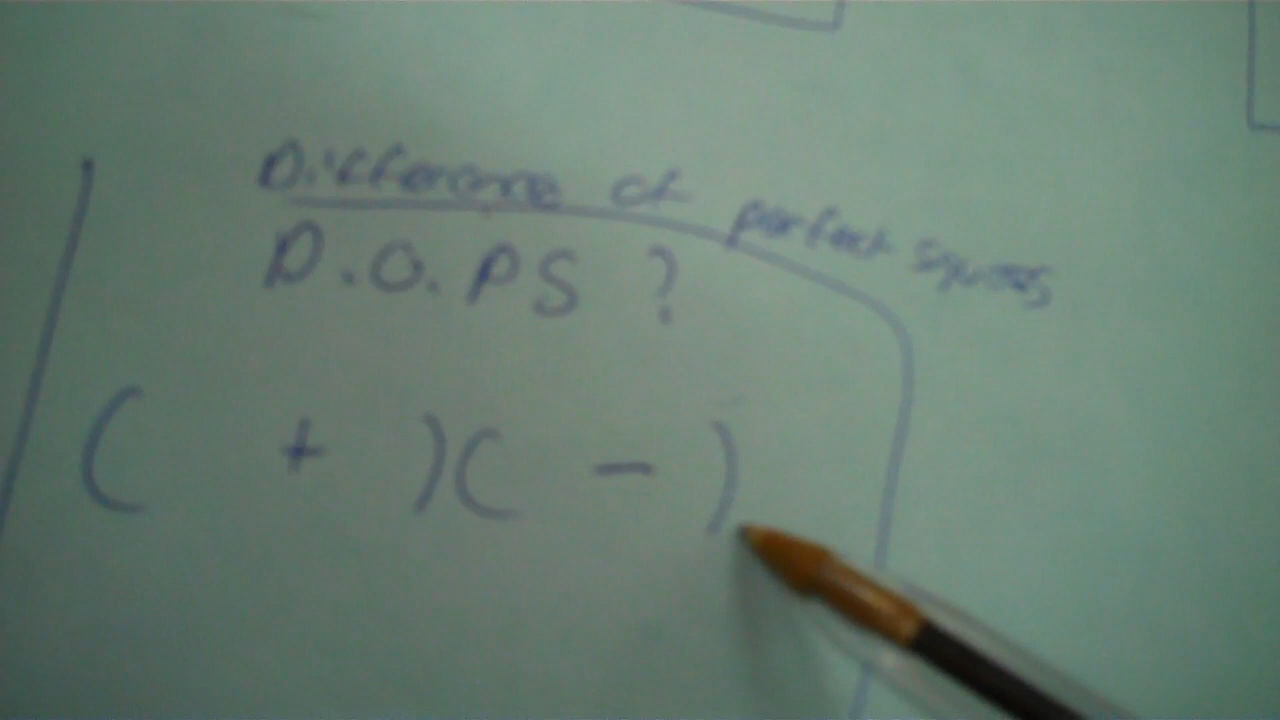 Difference of perfect squares
D.O.PS ?
( + )( - )